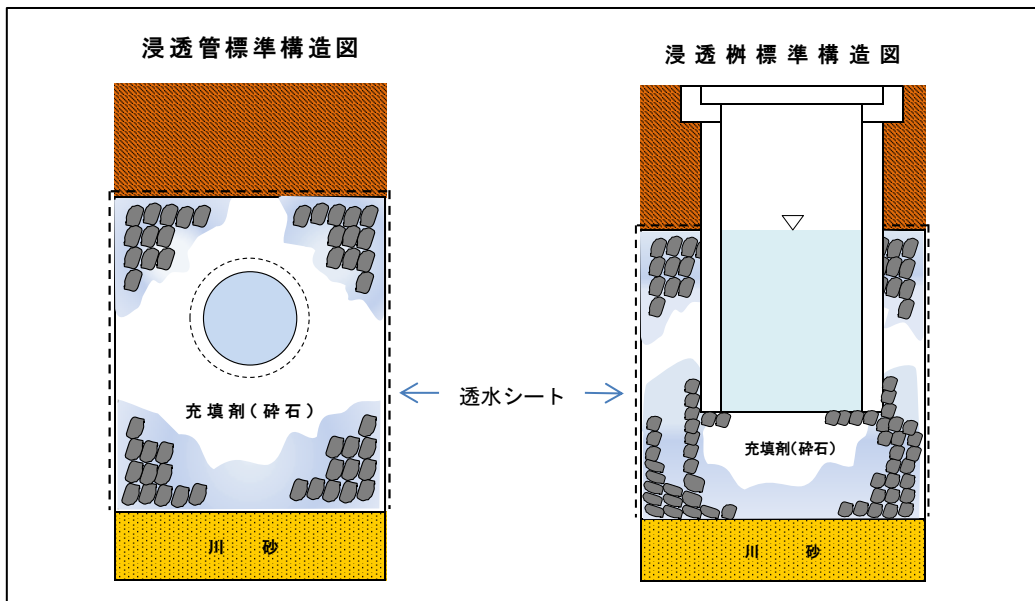 浸透管標準構造図
浸透桝標準構造図
充填剤(砕石)
透水シート
充填剤(砕石)
川 砂
川 砂